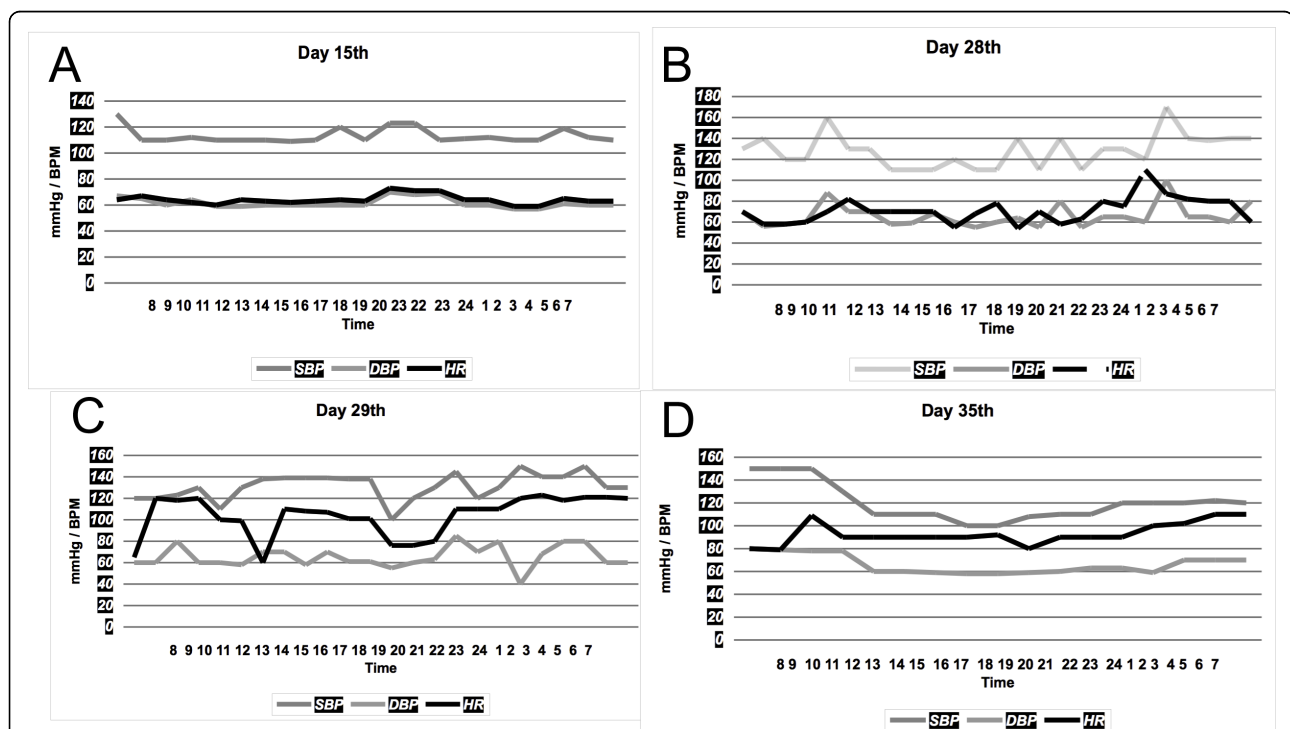 A
Day 15th
mmHg / BPM
140
120
100
80
60
40
20
0
8 9 10 11 12 13 14 15 16 17 18 19 20 23 22 23 24 1 2 3 4 5 6 7
Time
SBP DBP HR
B
Day 28th
mmHg / BPM
180
160
140
120
100
80
60
40
20
0
8 9 10 11 12 13 14 15 16 17 18 19 20 21 22 23 24 1 2 3 4 5 6 7
Time
SBP DBP HR
C
Day 29th
mmHg / BPM
160
140
120
100
80
60
40
20
0
8 9 10 11 12 13 14 15 16 17 18 19 20 21 22 23 24 1 2 3 4 5 6 7
Time
SBP DBP HR
D
Day 35th
mmHg / BPM
160
140
120
100
80
60
40
20
0
8 9 10 12 13 14 15 16 17 18 19 20 21 22 23 24 1 2 3 4 5 6 7
Time
SBP DBP HR